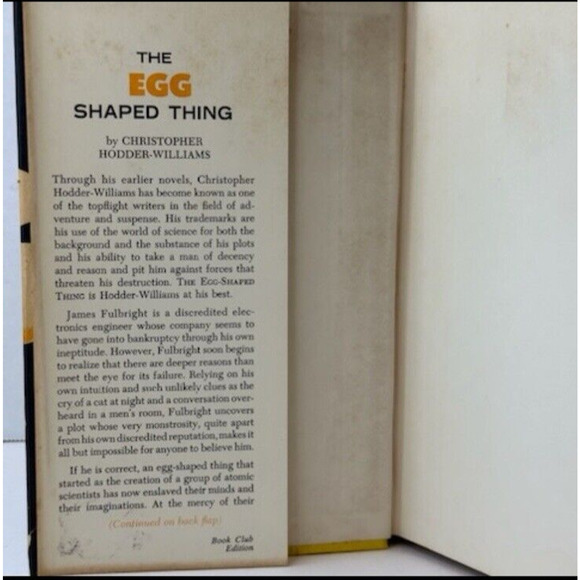 THE
EGG
SHAPED THING
by CHRISTOPHER
HODDER-WILLIAMS
Through his earlier novels, Christopher
Hodder-Williams has become known as one
of the topflight writers in the field of ad-
venture and suspense. His trademarks are
his use of the world of science for both the
background and the substance of his plots
and his ability to take a man of decency
and reason and pit him against forces that
threaten his destruction. THE EGG-SHAPED
THING is Hodder-Williams at his best.
James Fulbright is a discredited elec-
tronics engineer whose company seems to
have gone into bankruptcy through his own
ineptitude. However, Fulbright soon begins
to realize that there are deeper reasons than
meet the eye for its failure. Relying on his
own intuition and such unlikely clues as the
cry of a cat at night and a conversation over-
heard in a men's room, Fulbright uncovers
a plot whose very monstrosity, quite apart
from his own discredited reputation, makes it
all but impossible for anyone to believe him.
If he is correct, an egg-shaped thing that
started as the creation of a group of atomic
scientists has now enslaved their minds and
their imaginations. At the mercy of their
(Continued on back flap)
Book Club
Edition